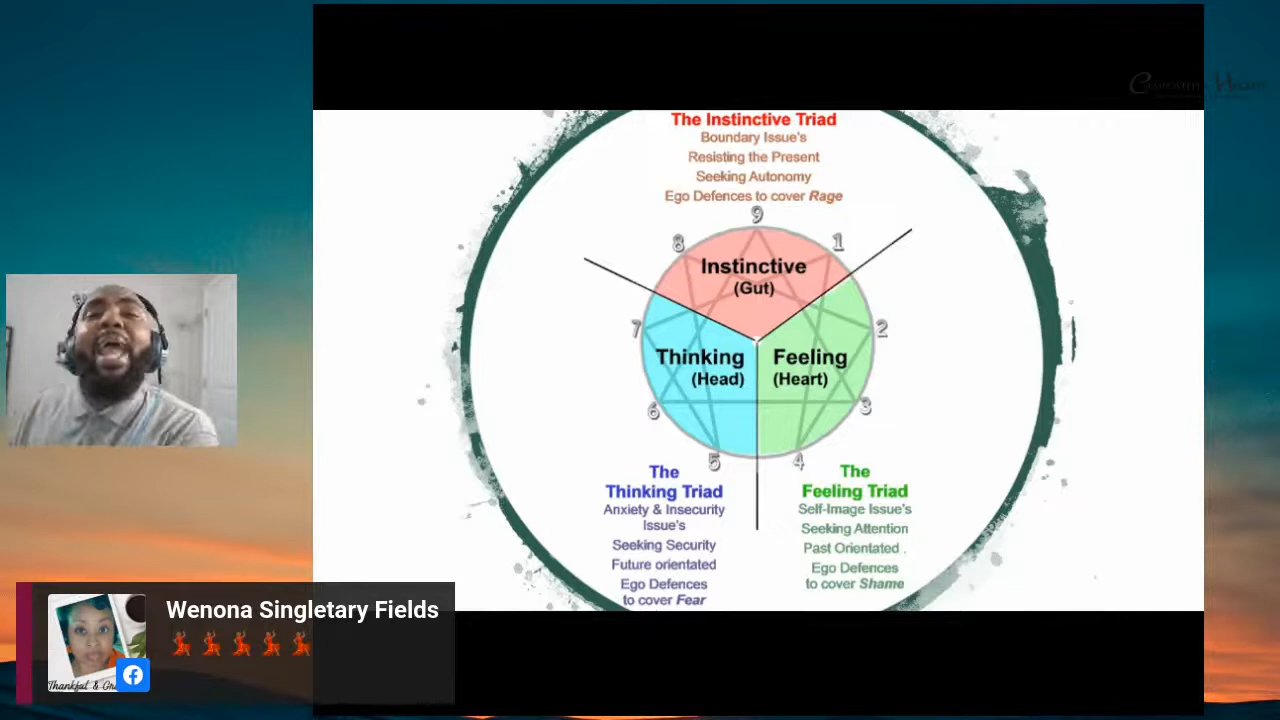 The Instinctive Triad
Boundary Issue's
Resisting the Present
Seeking Autonomy
Ego Defences to cover Rage
9
8
1
Instinctive
(Gut)
7
2
Thinking
(Head)
Feeling
(Heart)
6
3
5
4
The
Thinking Triad
Anxiety & Insecurity
Issue's
Seeking Security
Future orientated
Ego Defences
to cover Fear
The
Feeling Triad
Self-Image Issue's
Seeking Attention
Past Orientated .
Ego Defences
to cover Shame
Wenona Singletary Fields
Thankful &